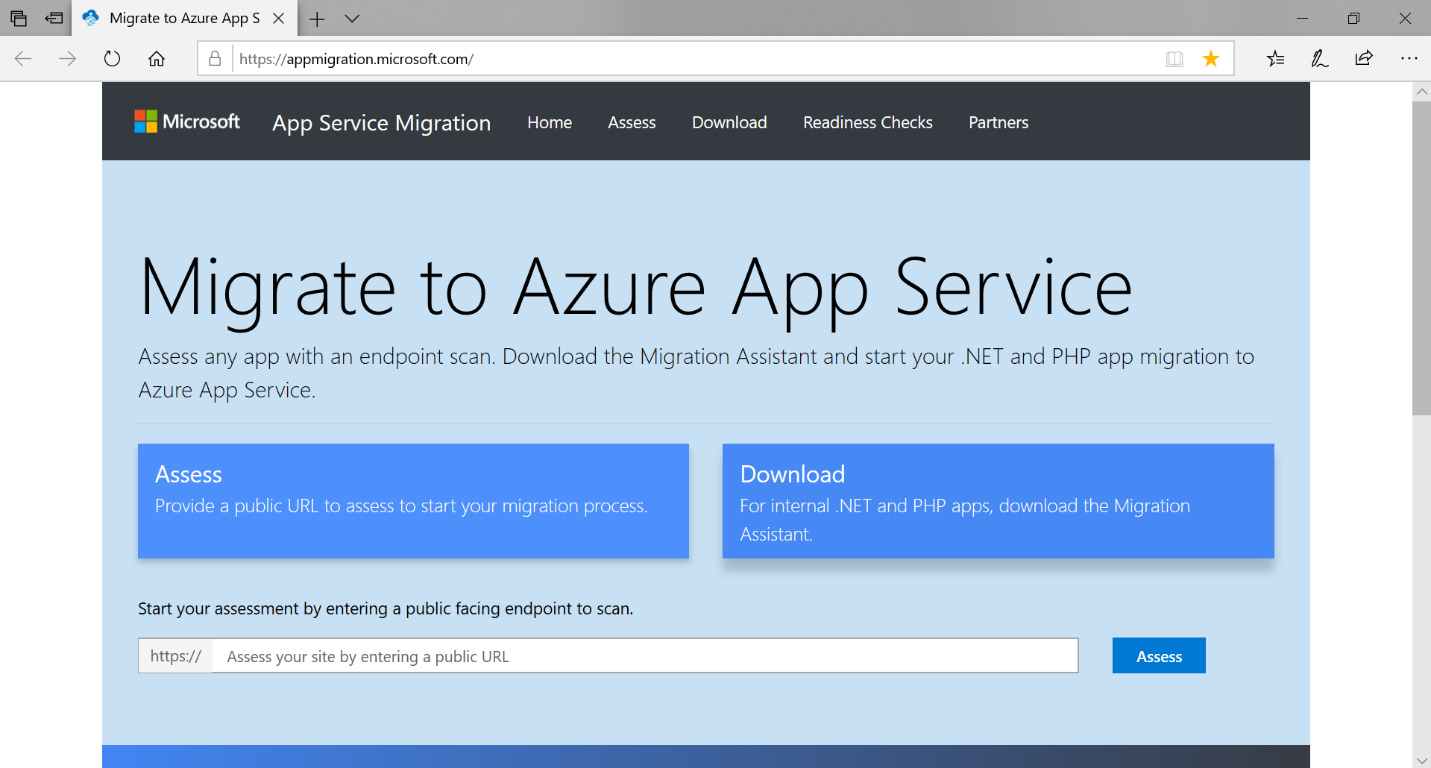 Migrate to Azure App S
https://appmigration.microsoft.com/
Microsoft App Service Migration Home Assess Download Readiness Checks Partners
Migrate to Azure App Service
Assess any app with an endpoint scan. Download the Migration Assistant and start your .NET and PHP app migration to
Azure App Service.
Assess
Provide a public URL to assess to start your migration process.
Download
For internal .NET and PHP apps, download the Migration
Assistant.
Start your assessment by entering a public facing endpoint to scan.
https:// Assess your site by entering a public URL Assess